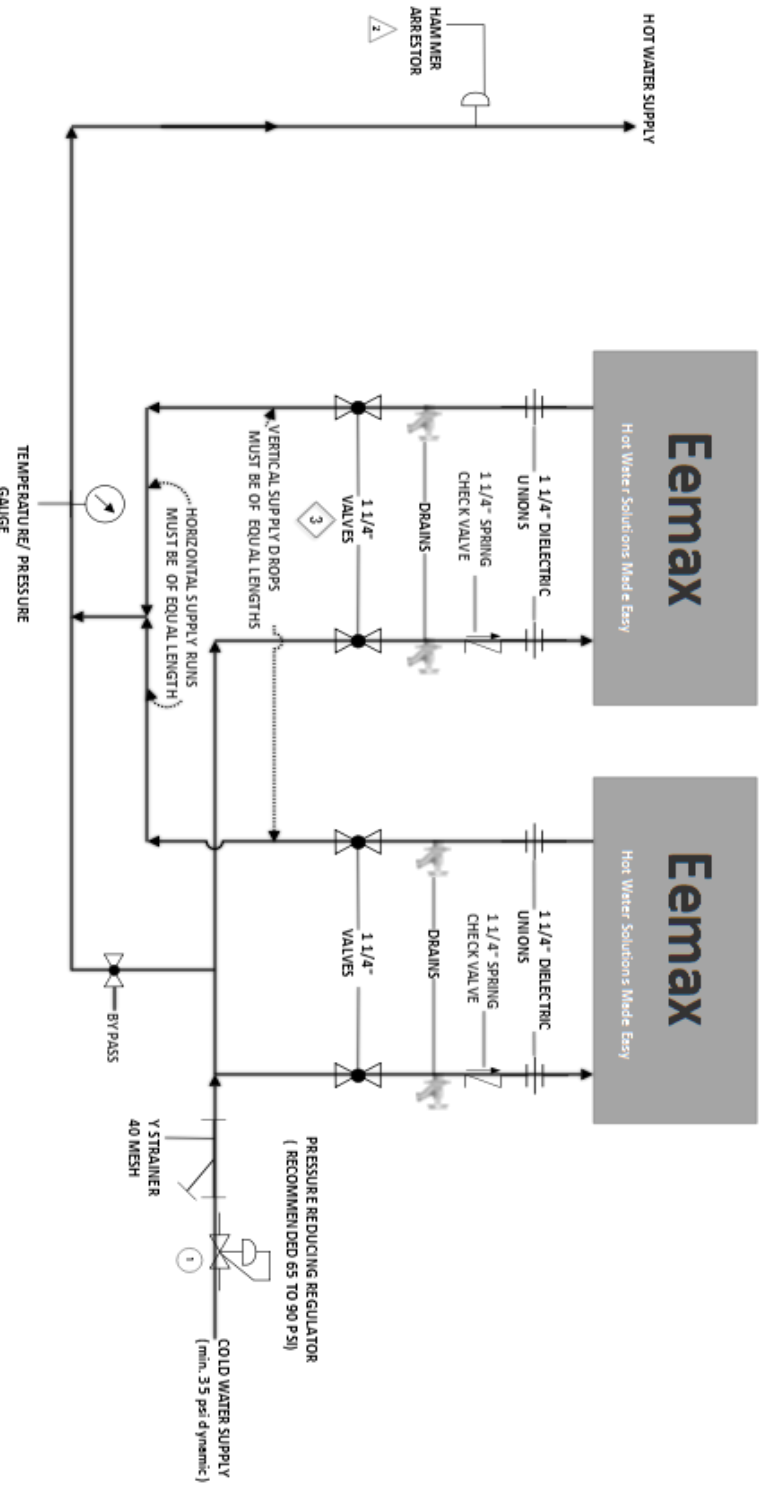 HOT WATER SUPPLY
HAMMER
ARRESTOR
2
Eemax
Hot Water Solutions Made Easy
1 1/4" DIELECTRIC
UNIONS
1 1/4" SPRING
CHECK VALVE
DRAINS
1 1/4"
VALVES
3
VERTICAL SUPPLY DROPS
MUST BE OF EQUAL LENGTHS
HORIZONTAL SUPPLY RUNS
MUST BE OF EQUAL LENGTH
TEMPERATURE/ PRESSURE
GAUGE
Eemax
Hot Water Solutions Made Easy
1 1/4" DIELECTRIC
UNIONS
1 1/4" SPRING
CHECK VALVE
DRAINS
1 1/4"
VALVES
BYPASS
PRESSURE REDUCING REGULATOR
( RECOMMENDED 65 TO 90 PSI)
Y STRAINER
40 MESH
1
COLD WATER SUPPLY
(min. 35 psi dynamic)